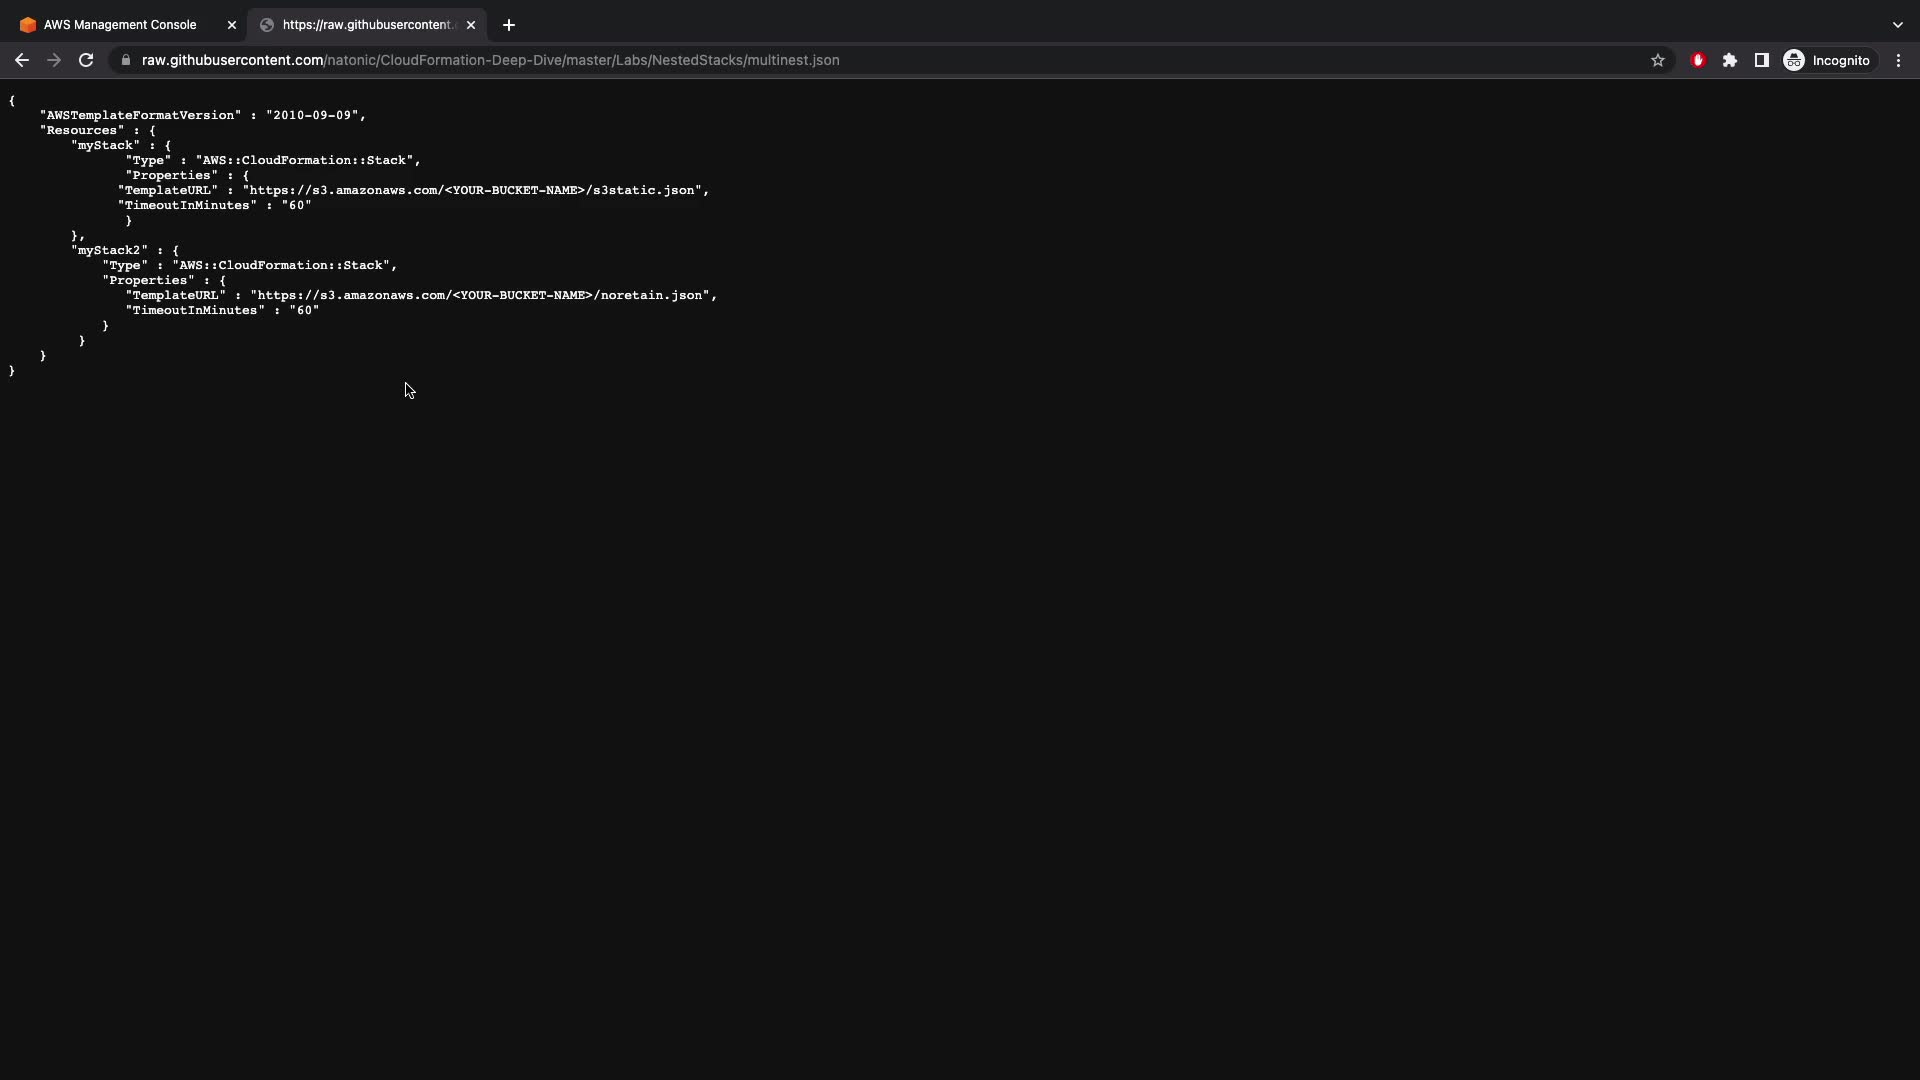 AWS Management Console
https://raw.githubusercontent.
raw.githubusercontent.com/natonic/CloudFormation-Deep-Dive/master/Labs/NestedStacks/multinest.json
Incognito
{
    "AWSTemplateFormatVersion" : "2010-09-09",
    "Resources" : {
        "myStack" : {
               "Type" : "AWS::CloudFormation::Stack",
               "Properties" : {
              "TemplateURL" : "https://s3.amazonaws.com/<YOUR-BUCKET-NAME>/s3static.json",
              "TimeoutInMinutes" : "60"
               }
        },
        "myStack2" : {
            "Type" : "AWS::CloudFormation::Stack",
            "Properties" : {
               "TemplateURL" : "https://s3.amazonaws.com/<YOUR-BUCKET-NAME>/noretain.json",
               "TimeoutInMinutes" : "60"
            }
         }
    }
}